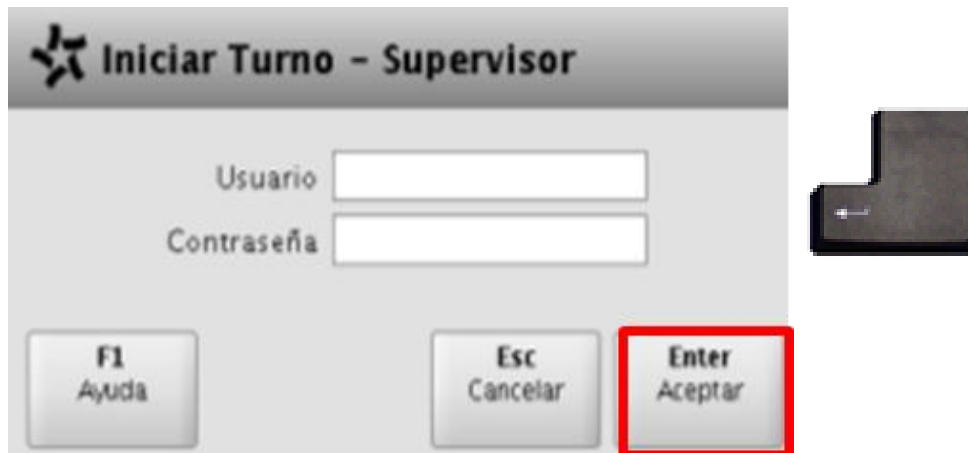 Iniciar Turno - Supervisor
Usuario
Contraseña
F1
Ayuda
Esc
Cancelar
Enter
Aceptar